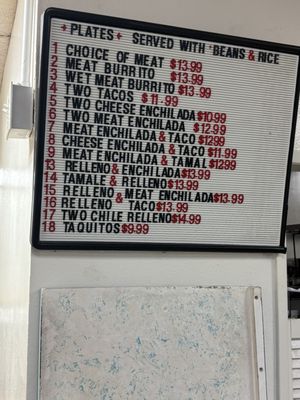 + PLATES + SERVED WITH BEANS & RICE
1 CHOICE OF MEAT $13.99
2 MEAT BURRITO $13.99
3 WET MEAT BURRITO $13.99
4 TWO TACOS $11.99
5 TWO CHEESE ENCHILADA $10.99
6 TWO MEAT ENCHILADA $12.99
7 MEAT ENCHILADA & TACO $12.99
8 CHEESE ENCHILADA & TACO $11.99
9 MEAT ENCHILADA & TAMAL $12.99
13 RELLENO & ENCHILADA $13.99
14 TAMALE & RELLENO $13.99
15 RELLENO & MEAT ENCHILADA $13.99
16 RELLENO TACO $13.99
17 TWO CHILE RELLENO $14.99
18 TAQUITOS $9.99